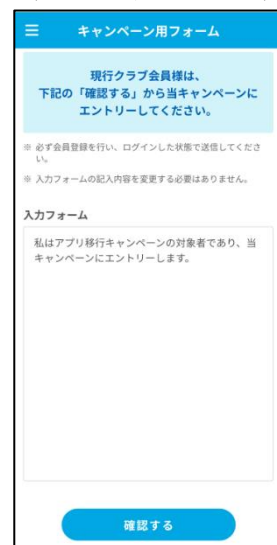 キャンペーン用フォーム
現行クラブ会員様は、
下記の「確認する」から当キャンペーンに
エントリーしてください。
※ 必ず会員登録を行い、ログインした状態で送信してくださ
い。
※ 入力フォームの記入内容を変更する必要はありません。
入力フォーム
私はアプリ移行キャンペーンの対象者であり、当
キャンペーンにエントリーします。
確認する